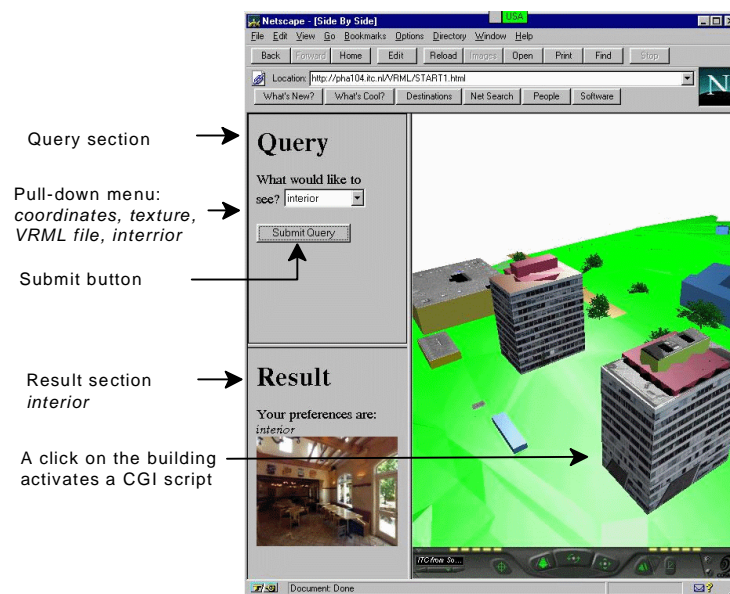 USA
Netscape - [Side By Side]
File Edit View Go Bookmarks Options Directory Window Help
Back Forward Home Edit Reload Images Open Print Find Stop
Location: http://pha104.itc.nl/VRML/START1.html
N
What's New? What's Cool? Destinations Net Search People Software
Query section
Query
What would like to
see? interior
Pull-down menu:
coordinates, texture,
VRML file, interrior
Submit Query
Submit button
Result section
interior
Result
Your preferences are:
interior
A click on the building
activates a CGI script
ITC from So...
Document: Done